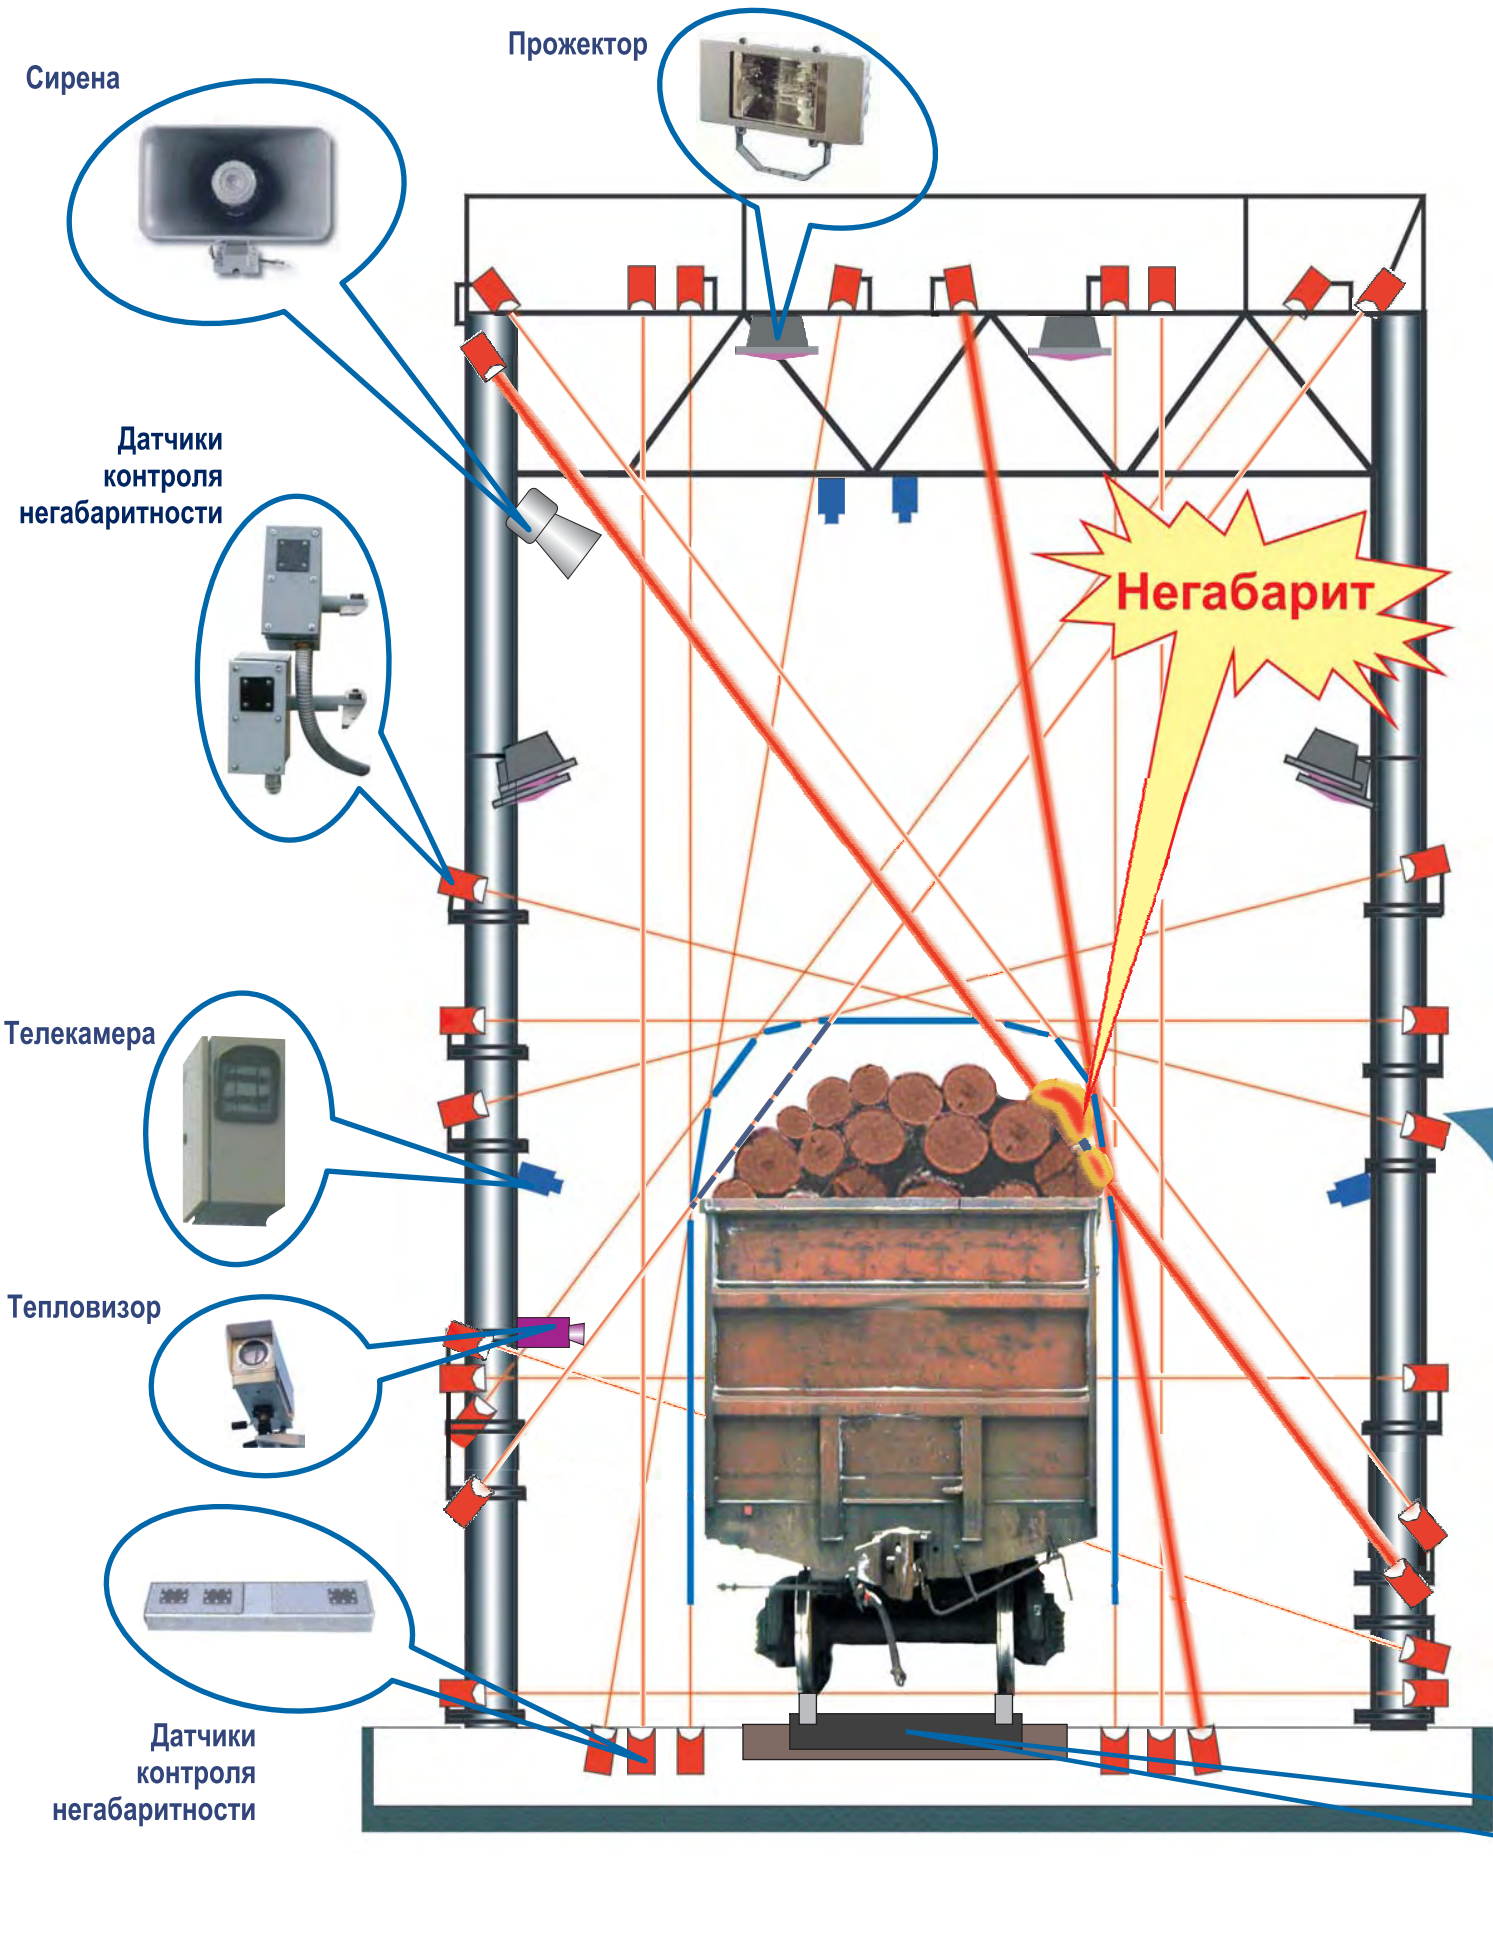 Прожектор
Сирена
Датчики
контроля
негабаритности
Негабарит
Телекамера
Тепловизор
Датчики
контроля
негабаритности